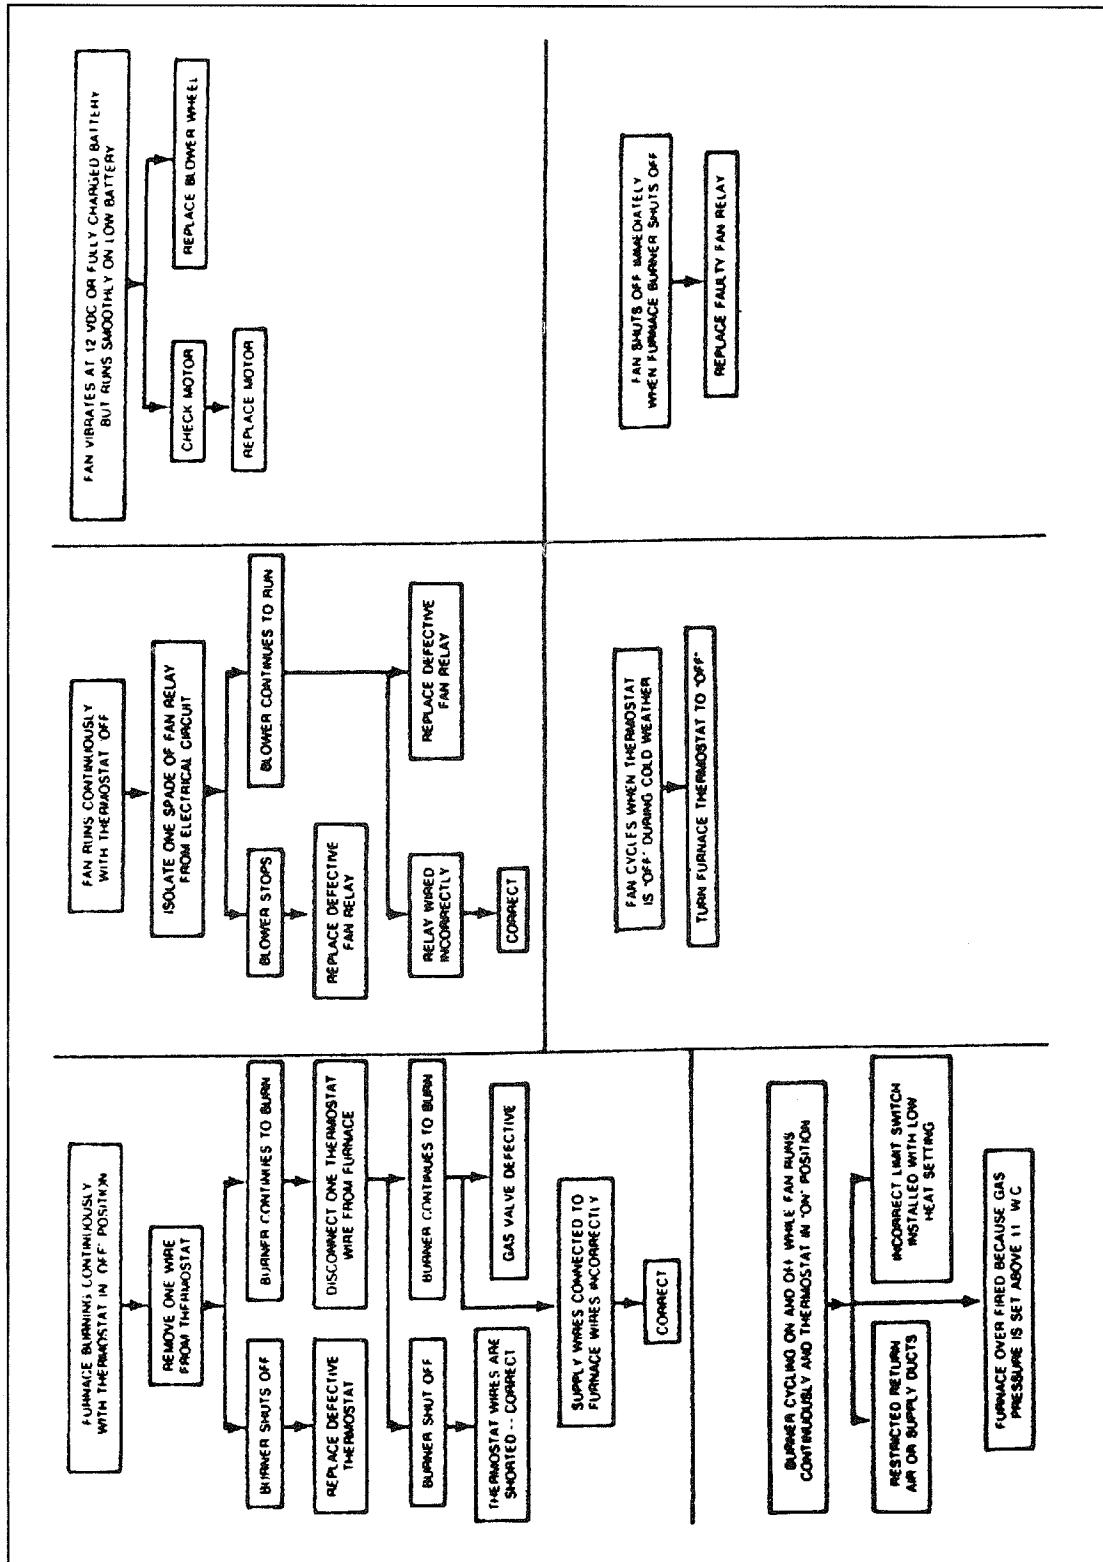 FURNACE BURNING CONTINUOUSLY
WITH THERMOSTAT IN "OFF" POSITION
REMOVE ONE WIRE
FROM THERMOSTAT
BURNER SHUTS OFF
REPLACE DEFECTIVE
THERMOSTAT
BURNER CONTINUES TO BURN
DISCONNECT ONE THERMOSTAT
WIRE FROM FURNACE
BURNER SHUT OFF
THERMOSTAT WIRES ARE
SHORTED -- CORRECT
BURNER CONTINUES TO BURN
GAS VALVE DEFECTIVE
SUPPLY WIRES CONNECTED TO
FURNACE WIRES INCORRECTLY
CORRECT
FAN RUNS CONTINUOUSLY
WITH THERMOSTAT "OFF"
ISOLATE ONE SPADE OF FAN RELAY
FROM ELECTRICAL CIRCUIT
BLOWER STOPS
REPLACE DEFECTIVE
FAN RELAY
BLOWER CONTINUES TO RUN
RELAY WIRED
INCORRECTLY
CORRECT
REPLACE DEFECTIVE
FAN RELAY
FAN VIBRATES AT 12 VDC OR FULLY CHARGED BATTERY
BUT RUNS SMOOTHLY ON LOW BATTERY
CHECK MOTOR
REPLACE MOTOR
REPLACE BLOWER WHEEL
BURNER CYCLING ON AND OFF WHILE FAN RUNS
CONTINUOUSLY AND THERMOSTAT IN "ON" POSITION
RESTRICTED RETURN
AIR OR SUPPLY DUCTS
INCORRECT LIMIT SWITCH
INSTALLED WITH LOW
HEAT SETTING
FURNACE OVER FIRED BECAUSE GAS
PRESSURE IS SET ABOVE 11" WC
FAN CYCLES WHEN THERMOSTAT
IS "OFF" DURING COLD WEATHER
TURN FURNACE THERMOSTAT TO "OFF"
FAN SHUTS OFF IMMEDIATELY
WHEN FURNACE BURNER SHUTS OFF
REPLACE FAULTY FAN RELAY